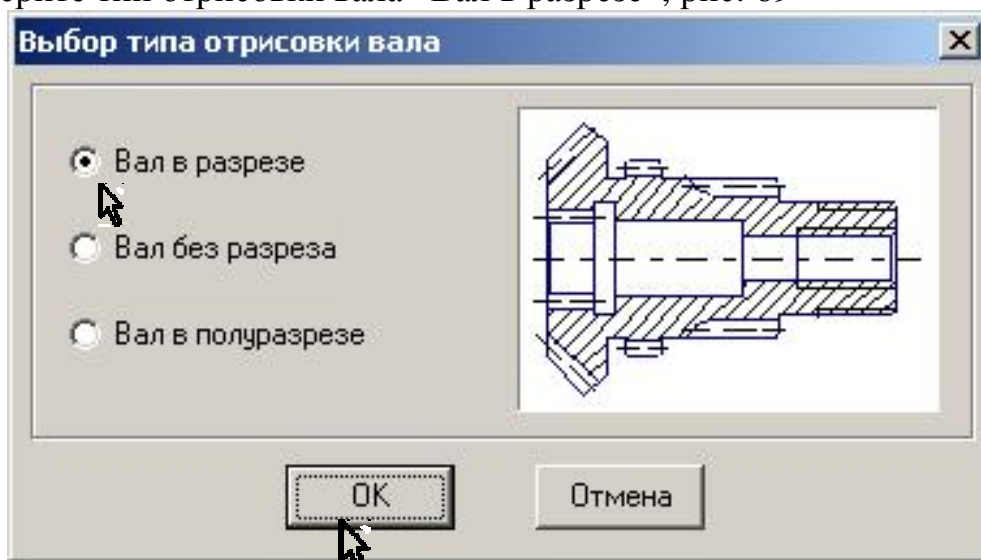 Выбор типа отрисовки вала
Вал в разрезе
Вал без разреза
Вал в полуразрезе
OK
Отмена